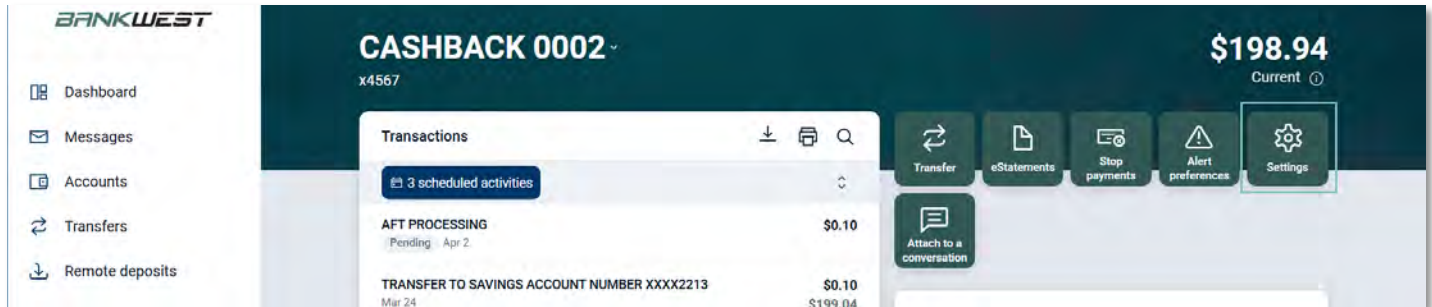 BANKWEST
Dashboard
Messages
Accounts
Transfers
Remote deposits
CASHBACK 0002
x4567
$198.94
Current
Transactions
3 scheduled activities
AFT PROCESSING $0.10
Pending Apr 2
TRANSFER TO SAVINGS ACCOUNT NUMBER XXXX2213 $0.10
Mar 24 $199.04
Transfer
eStatements
Stop
payments
Alert
preferences
Settings
Attach to a
conversation